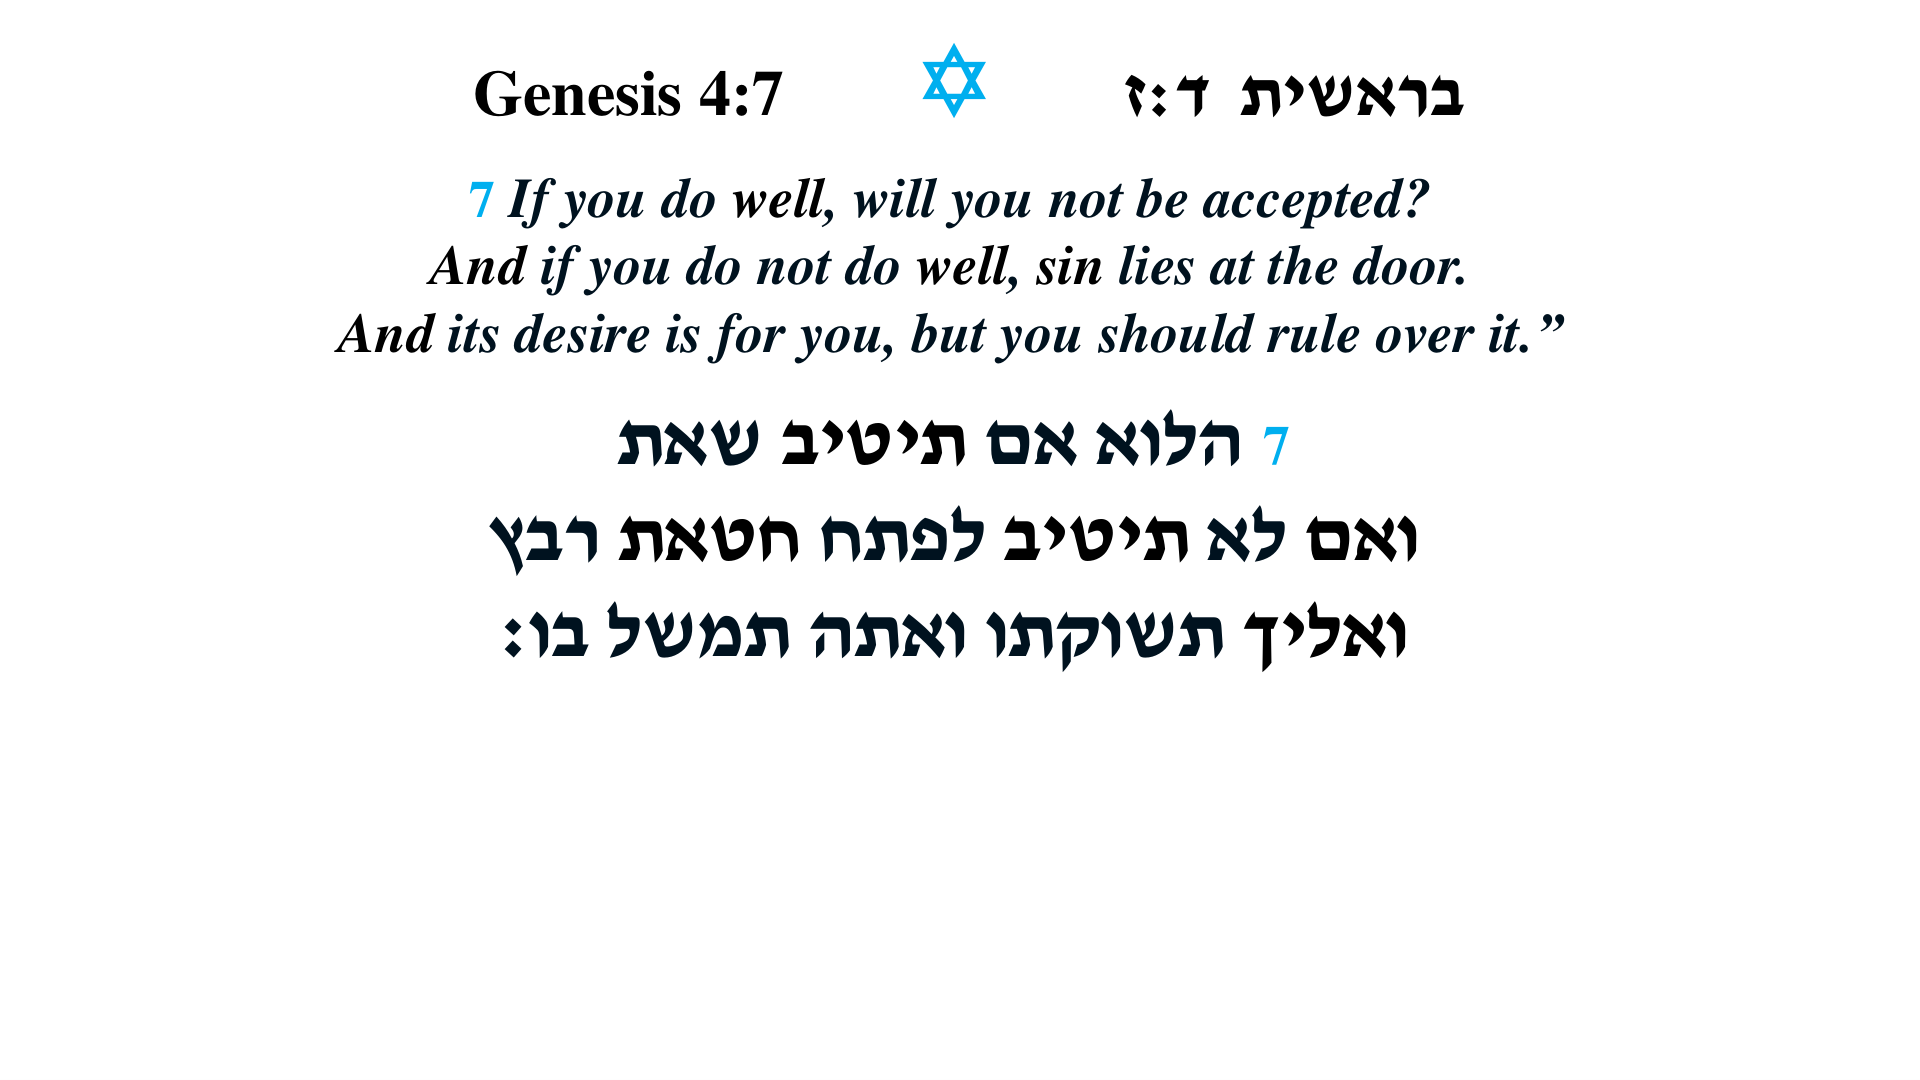 Genesis 4:7 ✡ בראשית ד:ז
7 If you do well, will you not be accepted?
And if you do not do well, sin lies at the door.
And its desire is for you, but you should rule over it.”
7 הלוא אם תיטיב שאת
ואם לא תיטיב לפתח חטאת רבץ
ואליך תשוקתו ואתה תמשל בו: